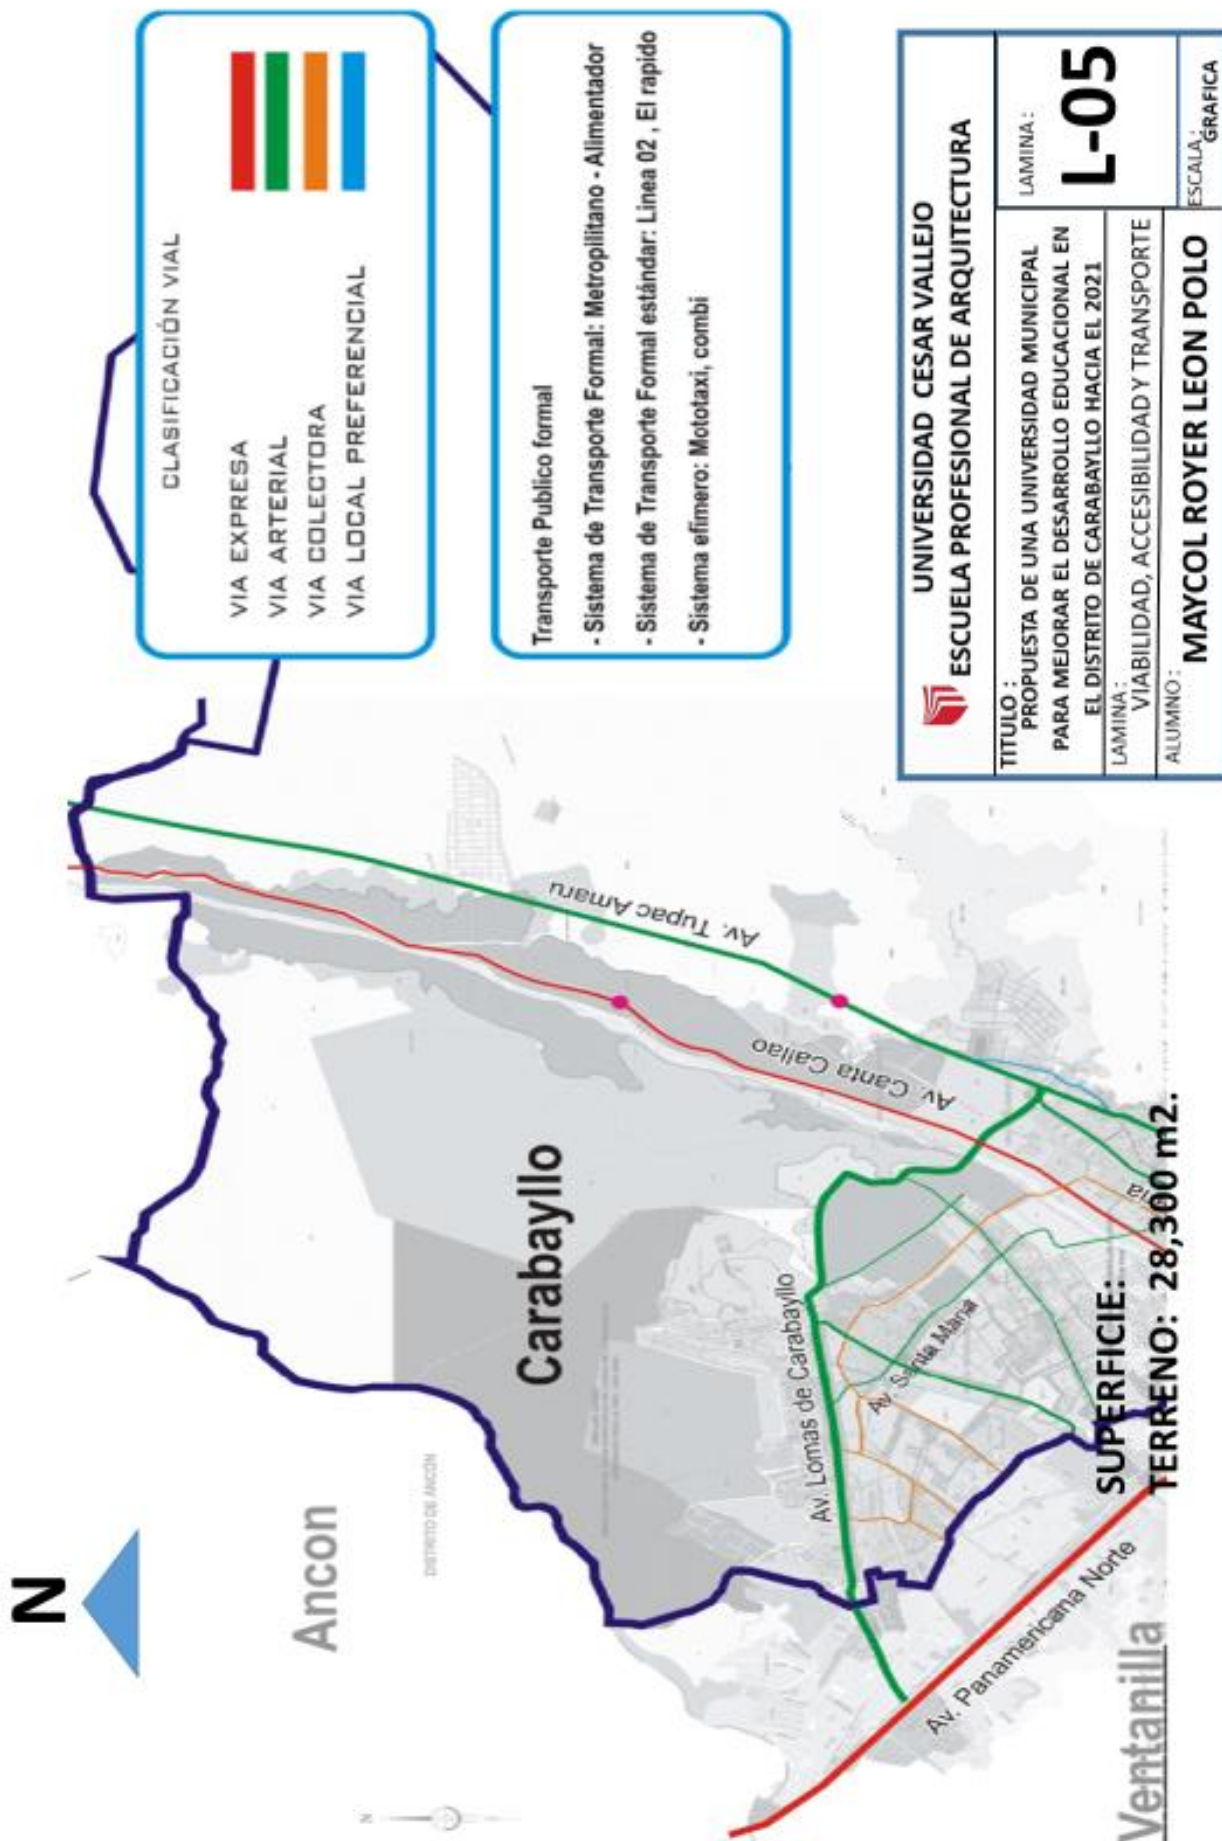 N
Ancon
DISTRITO DE ANCÓN
N
Carabayllo
Av. Tupac Amaru
Av. Canta Callao
Av. Lomas de Carabayllo
Av. Santa Maria
Av. Panamericana Norte
Ventanilla
SUPERFICIE:
TERRENO: 28,300 m2.
CLASIFICACIÓN VIAL
VIA EXPRESA
VIA ARTERIAL
VIA COLECTORA
VIA LOCAL PREFERENCIAL
Transporte Publico formal
- Sistema de Transporte Formal: Metropilitano - Alimentador
- Sistema de Transporte Formal estándar: Linea 02 , El rapido
- Sistema efimero: Mototaxi, combi
UNIVERSIDAD CESAR VALLEJO
ESCUELA PROFESIONAL DE ARQUITECTURA
TITULO :
PROPUESTA DE UNA UNIVERSIDAD MUNICIPAL
PARA MEJORAR EL DESARROLLO EDUCACIONAL EN
EL DISTRITO DE CARABAYLLO HACIA EL 2021
LAMINA :
VIABILIDAD, ACCESIBILIDAD Y TRANSPORTE
ALUMNO :
MAYCOL ROYER LEON POLO
LAMINA :
L-05
ESCALA :
GRAFICA